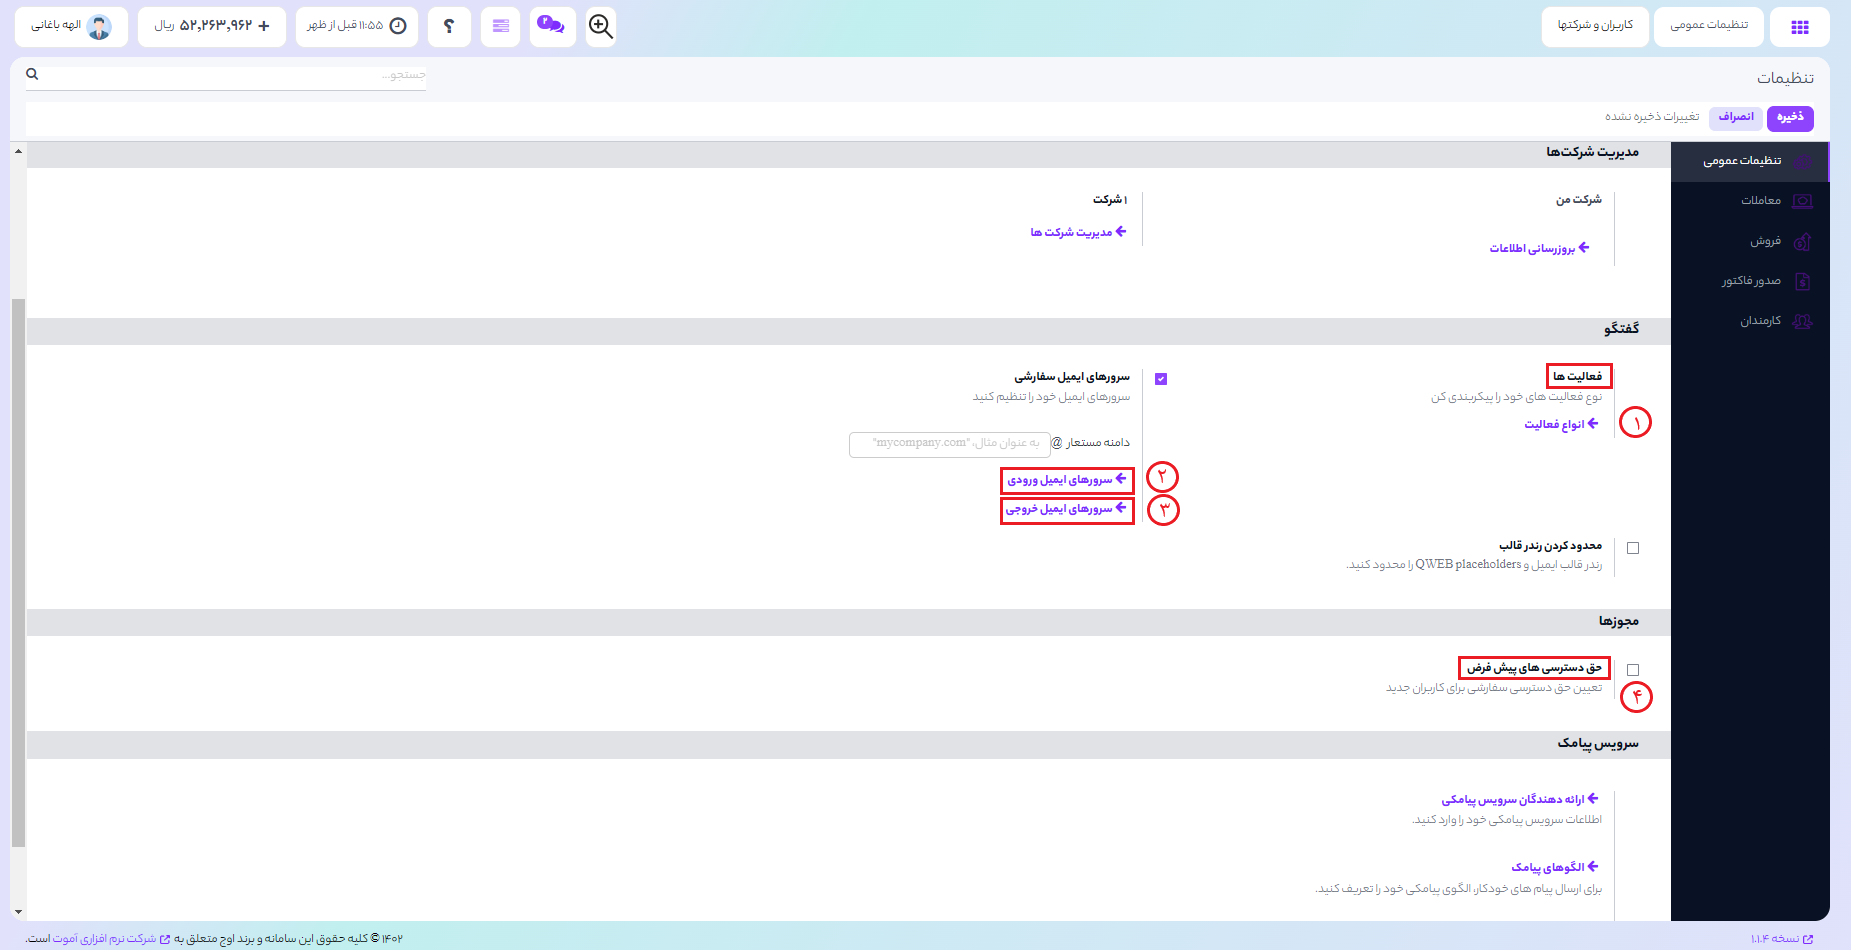 تنظیمات عمومی
کاربران و شرکتها
؟
۱۱:۵۵ قبل از ظهر
+ ۵۲,۲۶۳,۹۶۲ ریال
الهه باغانی
تنظیمات
جستجو...
ذخیره
انصراف
تغییرات ذخیره نشده
تنظیمات عمومی
معاملات
فروش
صدور فاکتور
کارمندان
مدیریت شرکت‌ها
شرکت من
بروزرسانی اطلاعات
۱ شرکت
مدیریت شرکت ها
گفتگو
فعالیت ها
نوع فعالیت های خود را پیکربندی کن
انواع فعالیت
۱
سرورهای ایمیل سفارشی
سرورهای ایمیل خود را تنظیم کنید
دامنه مستعار @ به عنوان مثال، "mycompany.com"
سرورهای ایمیل ورودی
۲
سرورهای ایمیل خروجی
۳
محدود کردن رندر قالب
رندر قالب ایمیل و QWEB placeholders را محدود کنید.
مجوزها
حق دسترسی های پیش فرض
تعیین حق دسترسی سفارشی برای کاربران جدید
۴
سرویس پیامک
ارائه دهندگان سرویس پیامکی
اطلاعات سرویس پیامکی خود را وارد کنید.
الگوهای پیامک
برای ارسال پیام های خودکار، الگوی پیامکی خود را تعریف کنید.
نسخه ۱.۱.۴
۱۴۰۲ © کلیه حقوق این سامانه و برند اوج متعلق به شرکت نرم افزاری آموت است.